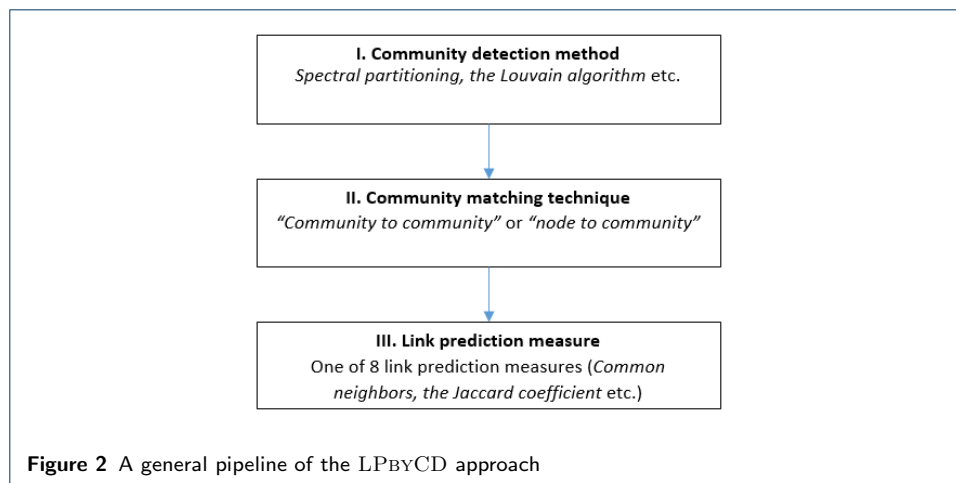 I. Community detection method
Spectral partitioning, the Louvain algorithm etc.
II. Community matching technique
“Community to community” or “node to community”
III. Link prediction measure
One of 8 link prediction measures (Common
neighbors, the Jaccard coefficient etc.)
Figure 2 A general pipeline of the LPBYCD approach